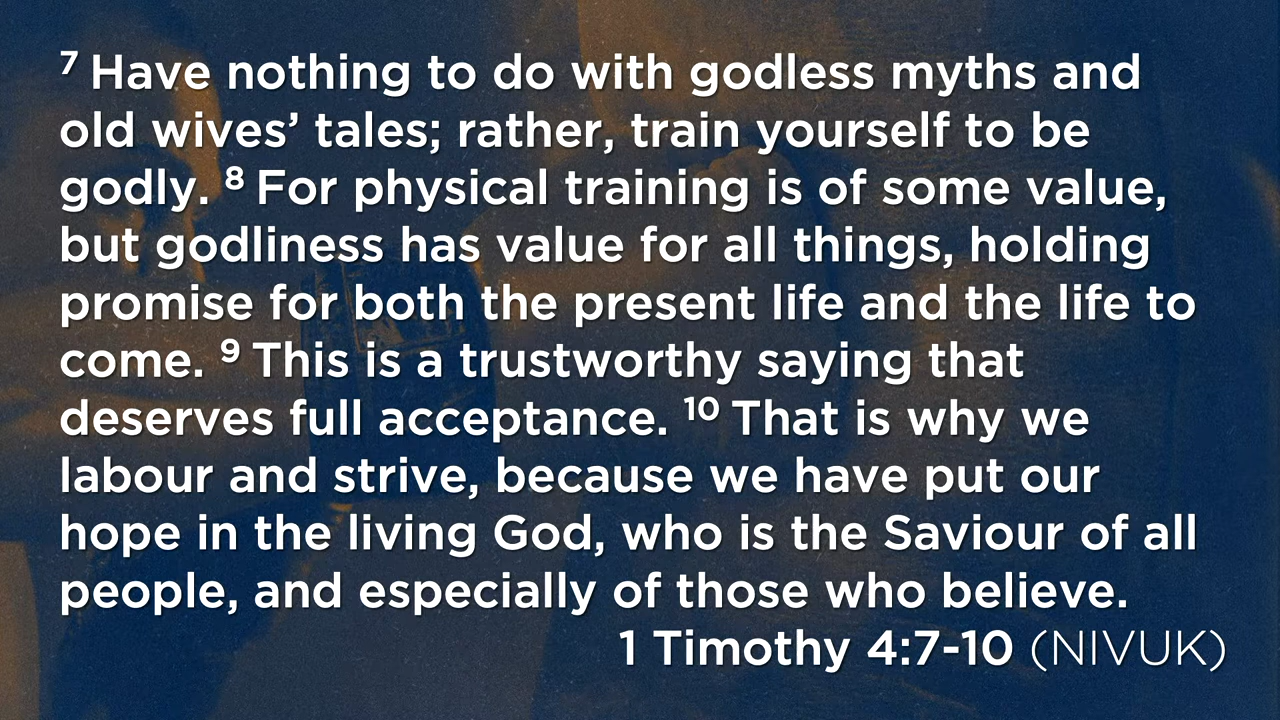 ⁷ Have nothing to do with godless myths and
old wives’ tales; rather, train yourself to be
godly. ⁸ For physical training is of some value,
but godliness has value for all things, holding
promise for both the present life and the life to
come. ⁹ This is a trustworthy saying that
deserves full acceptance. ¹⁰ That is why we
labour and strive, because we have put our
hope in the living God, who is the Saviour of all
people, and especially of those who believe.
1 Timothy 4:7-10 (NIVUK)